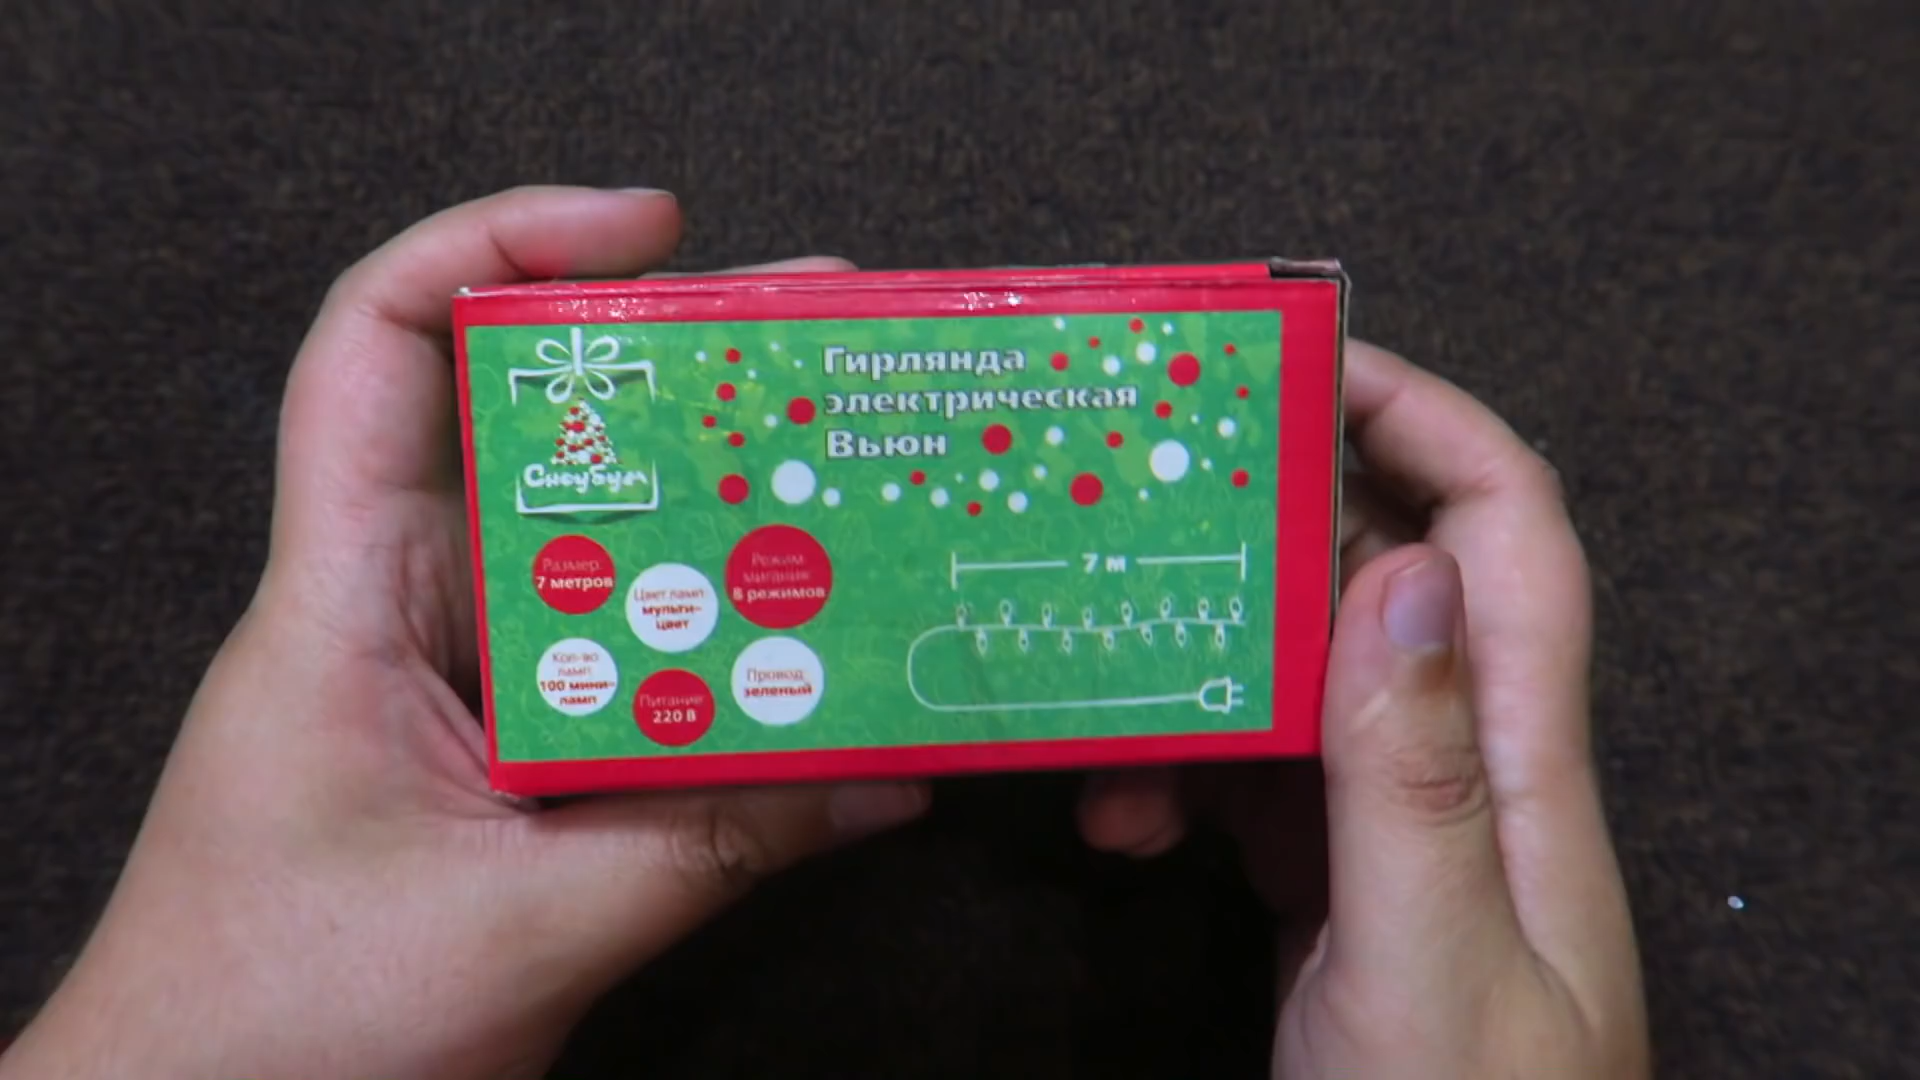 Гирлянда
электрическая
Вьюн
Сноубум
Размер:
7 метров
Цвет ламп:
мульти-
цвет
Режим
мигания:
8 режимов
Кол-во
ламп:
100 мини-
ламп
Питание:
220 В
Провод:
зеленый
7 м